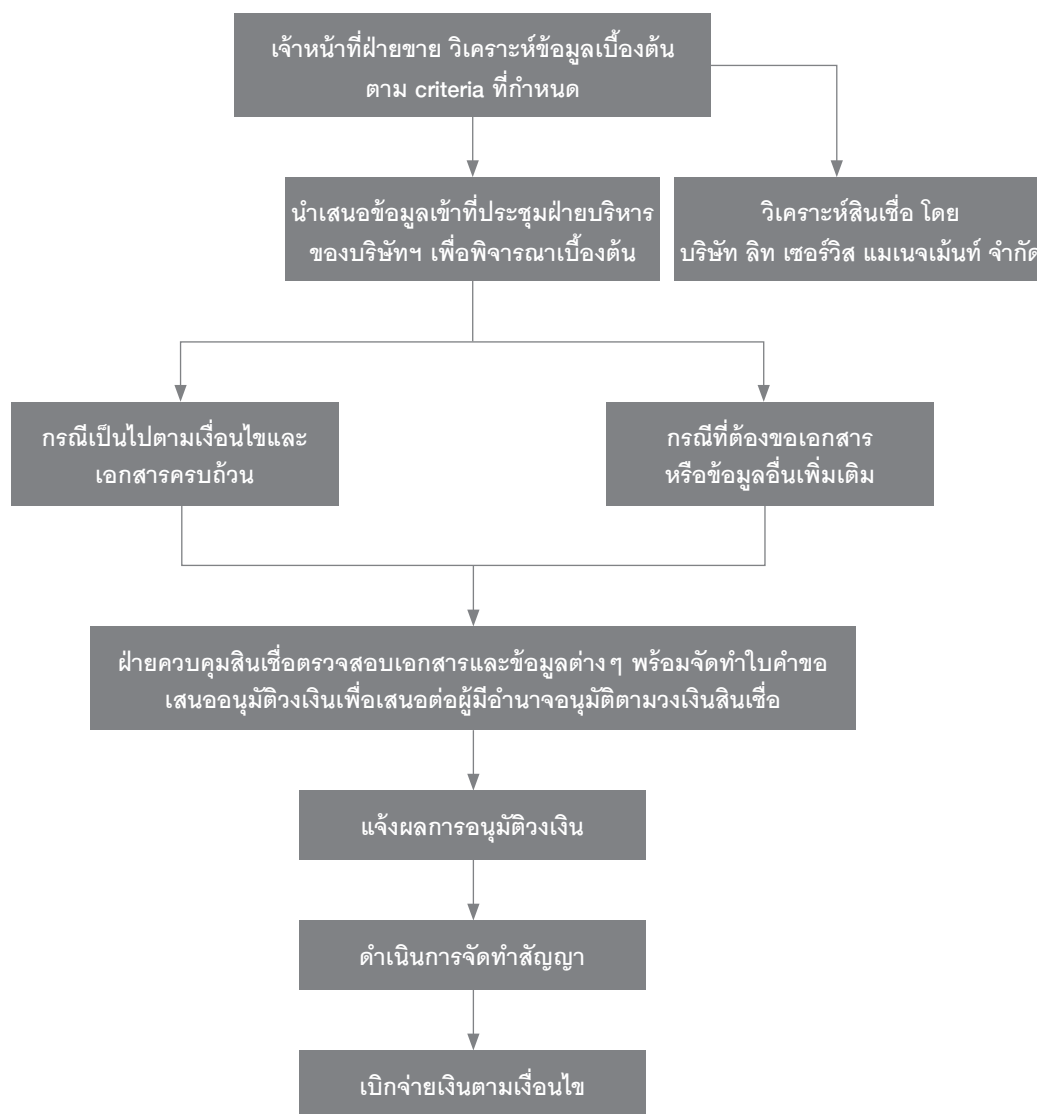 เจ้าหน้าที่ฝ่ายขาย วิเคราะห์ข้อมูลเบื้องต้น
ตาม criteria ที่กำหนด
นำเสนอข้อมูลเข้าที่ประชุมฝ่ายบริหาร
ของบริษัทฯ เพื่อพิจารณาเบื้องต้น
วิเคราะห์สินเชื่อ โดย
บริษัท ลิท เซอร์วิส แมเนจเม้นท์ จำกัด
กรณีเป็นไปตามเงื่อนไขและ
เอกสารครบถ้วน
กรณีที่ต้องขอเอกสาร
หรือข้อมูลอื่นเพิ่มเติม
ฝ่ายควบคุมสินเชื่อตรวจสอบเอกสารและข้อมูลต่างๆ พร้อมจัดทำใบคำขอ
เสนออนุมัติวงเงินเพื่อเสนอต่อผู้มีอำนาจอนุมัติตามวงเงินสินเชื่อ
แจ้งผลการอนุมัติวงเงิน
ดำเนินการจัดทำสัญญา
เบิกจ่ายเงินตามเงื่อนไข